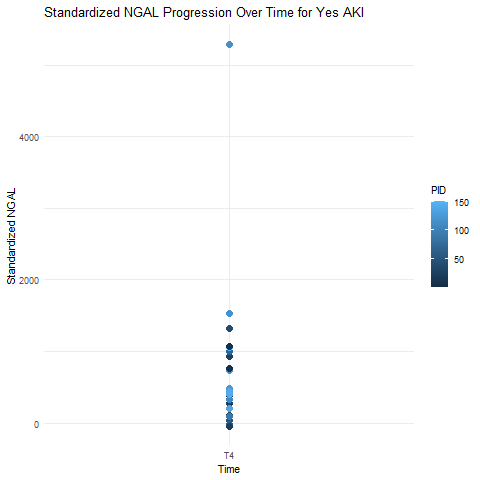 Standardized NGAL Progression Over Time for Yes AKI
Standardized NGAL
4000
2000
0
T4
Time
PID
150
100
50